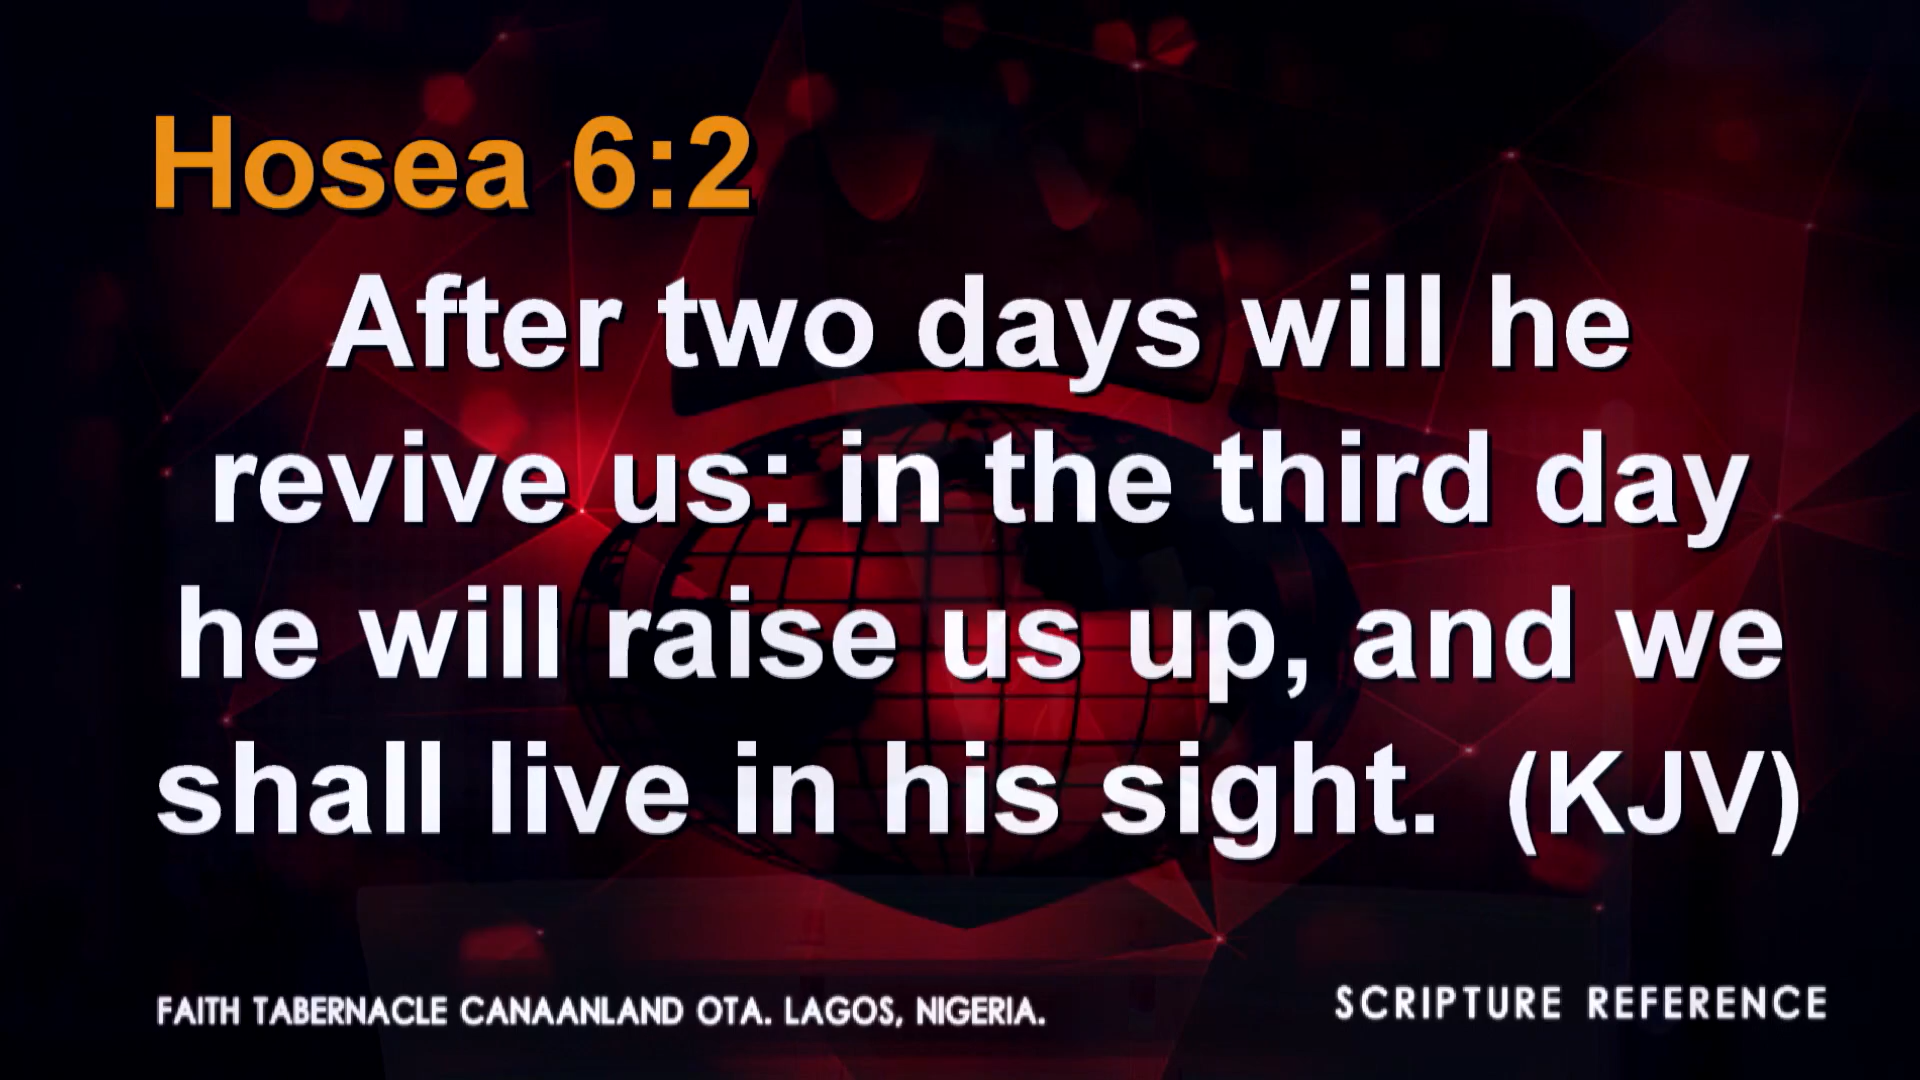 Hosea 6:2
After two days will he
revive us: in the third day
he will raise us up, and we
shall live in his sight.  (KJV)
FAITH TABERNACLE CANAANLAND OTA. LAGOS, NIGERIA.
SCRIPTURE REFERENCE